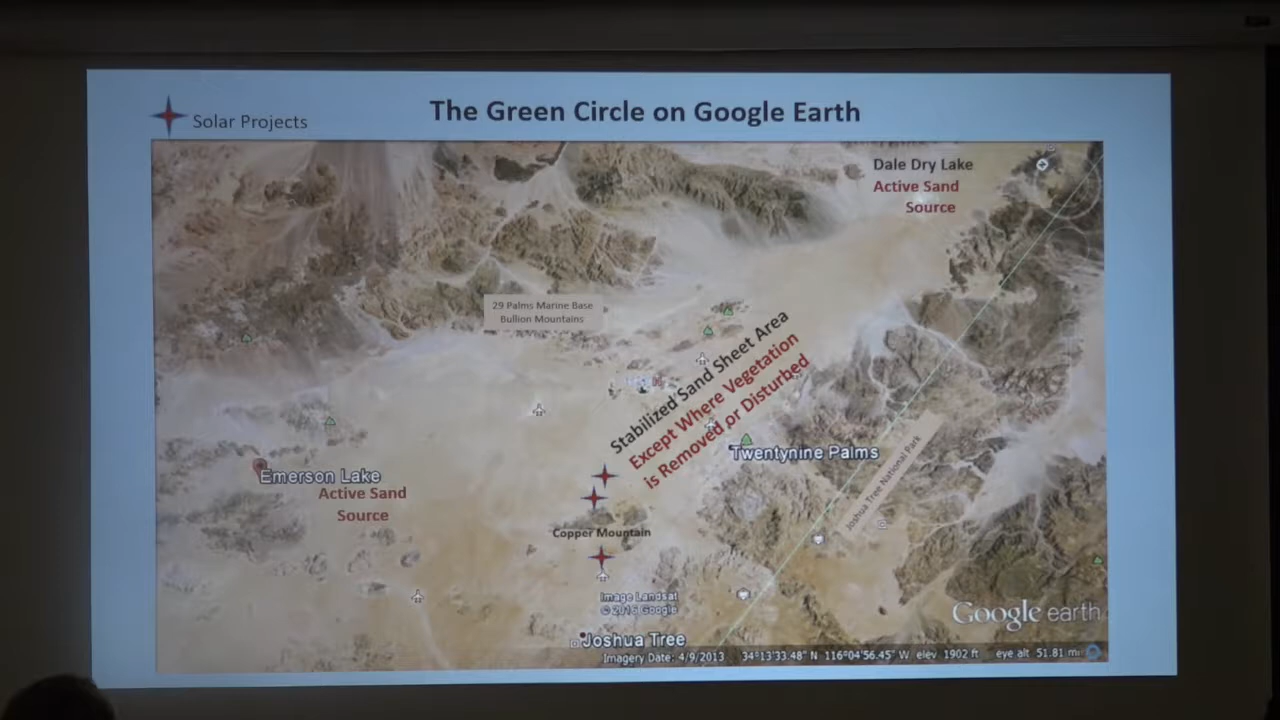 Solar Projects
The Green Circle on Google Earth
Dale Dry Lake
Active Sand
Source
29 Palms Marine Base
Bullion Mountains
Stabilized Sand Sheet Area
Except Where Vegetation
is Removed or Disturbed
Twentynine Palms
Joshua Tree National Park
Emerson Lake
Active Sand
Source
Copper Mountain
Image Landsat
© 2016 Google
Google earth
Joshua Tree
Imagery Date: 4/9/2013 34°13'33.48" N 116°04'56.45" W elev 1902 ft eye alt 51.81 mi